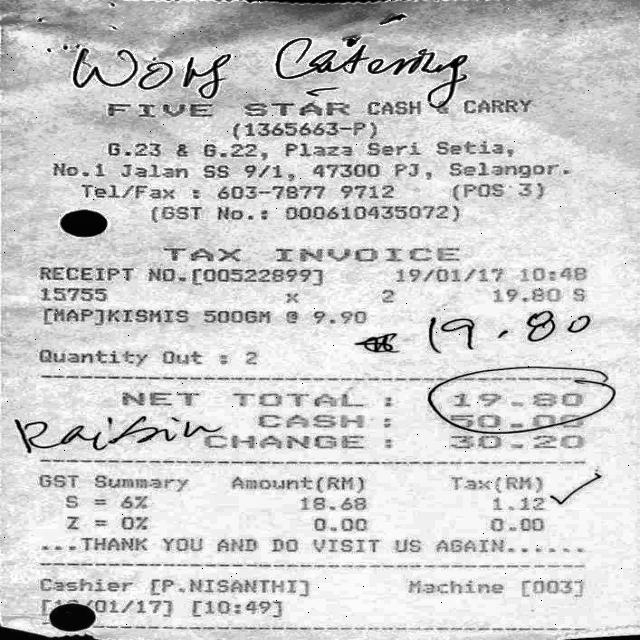 Catering
FIVE STAR CASH & CARRY
(1365663-P)
G.23 & G.22, Plaza Seri Setia,
No.1 Jalan SS 9/1, 47300 PJ, Selangor.
Tel/Fax : 603-7877 9712 (POS 3)
(GST No.: 000610435072)
TAX INVOICE
RECEIPT NO.[00522899] 19/01/17 10:48
15755 x 2 19.80 S
[MAP]KISMIS 500GM @ 9.90
19.80
Quantity Out : 2
NET TOTAL : 19.80
CASH : 50.00
Raisin
CHANGE : 30.20
GST Summary Amount(RM) Tax(RM)
S = 6% 18.68 1.12
Z = 0% 0.00 0.00
...THANK YOU AND DO VISIT US AGAIN......
Cashier [P.NISANTHI] Machine [003]
/01/17] [10:49]